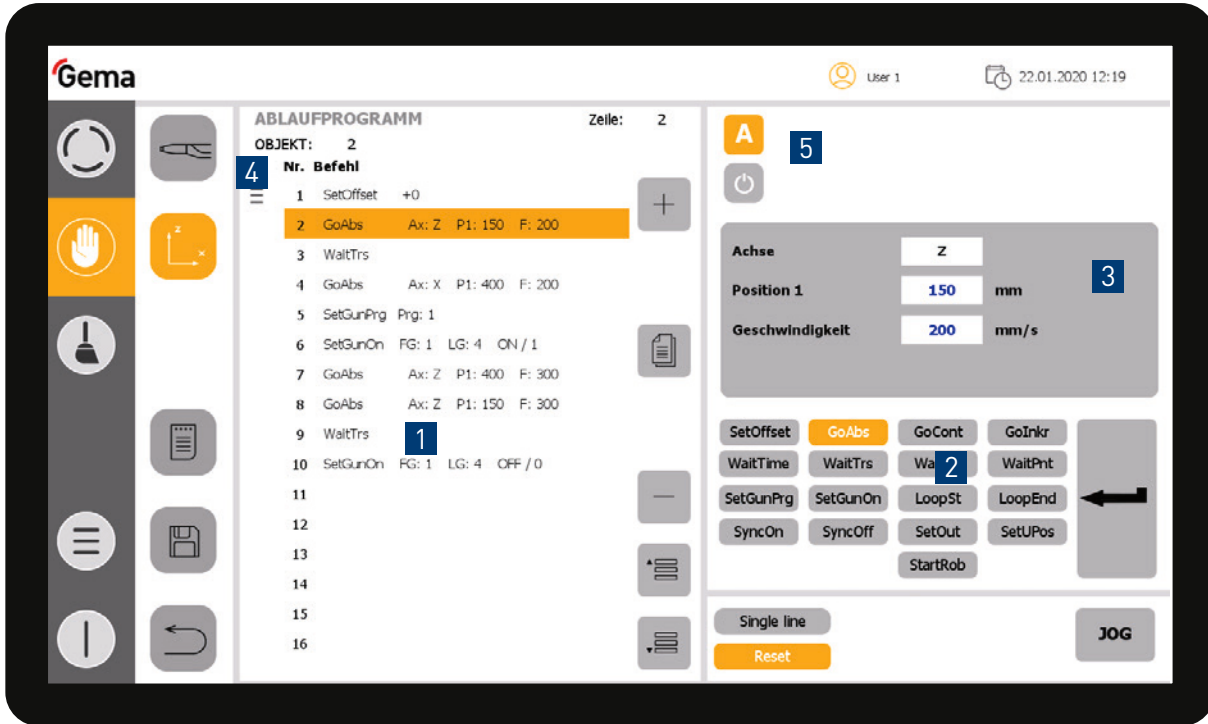 Gema
User 1
22.01.2020 12:19
ABLAUFPROGRAMM Zeile: 2
OBJEKT: 2
4
Nr. Befehl
1 SetOffset +0
2 GoAbs Ax: Z P1: 150 F: 200
3 WaitTrs
4 GoAbs Ax: X P1: 400 F: 200
5 SetGunPrg Prg: 1
6 SetGunOn FG: 1 LG: 4 ON / 1
7 GoAbs Ax: Z P1: 400 F: 300
8 GoAbs Ax: Z P1: 150 F: 300
9 WaitTrs
1
10 SetGunOn FG: 1 LG: 4 OFF / 0
11
12
13
14
15
16
z
x
A
5
Achse Z
Position 1 150 mm
3
Geschwindigkeit 200 mm/s
SetOffset GoAbs GoCont GoInkr
WaitTime WaitTrs WaitPnt
2
SetGunPrg SetGunOn LoopSt LoopEnd
SyncOn SyncOff SetOut SetUPos
StartRob
Single line
Reset
JOG